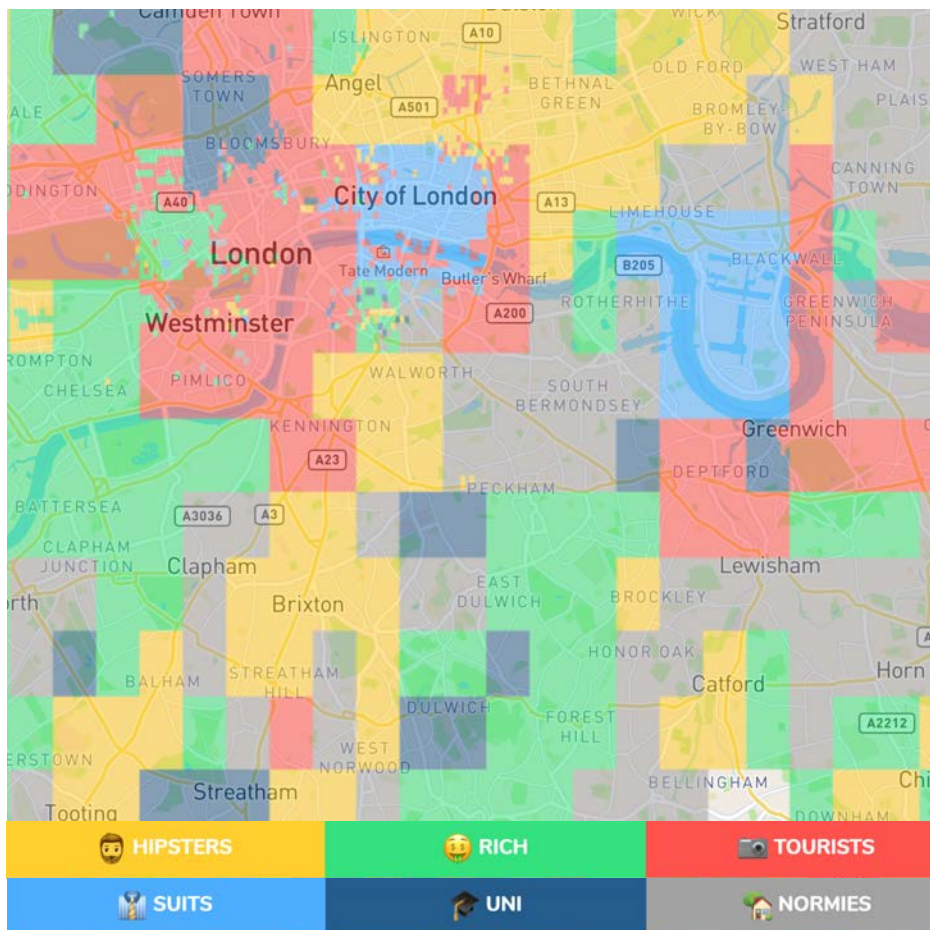 Camden Town
WICK
Stratford
ISLINGTON
A10
SOMERS
TOWN
Angel
BETHNAL
GREEN
OLD FORD
WEST HAM
ALE
A501
BROMLEY-
BY-BOW
PLAIS
BLOOMSBURY
CANNING
TOWN
DDINGTON
A40
City of London
A13
LIMEHOUSE
London
Tate Modern
Butler's Wharf
B205
BLACKWALL
ROTHERHITHE
GREENWICH
PENINSULA
Westminster
A200
ROMPTON
CHELSEA
PIMLICO
WALWORTH
SOUTH
BERMONDSEY
KENNINGTON
Greenwich
A23
DEPTFORD
PECKHAM
BATTERSEA
A3036
A3
CLAPHAM
JUNCTION
Clapham
Lewisham
orth
Brixton
EAST
DULWICH
BROCKLEY
HONOR OAK
A
BALHAM
STREATHAM
HILL
Catford
Horn
DULWICH
FOREST
HILL
A2212
ERSTOWN
WEST
NORWOOD
Streatham
BELLINGHAM
Chi
Tooting
DOWNHAM
HIPSTERS
RICH
TOURISTS
SUITS
UNI
NORMIES